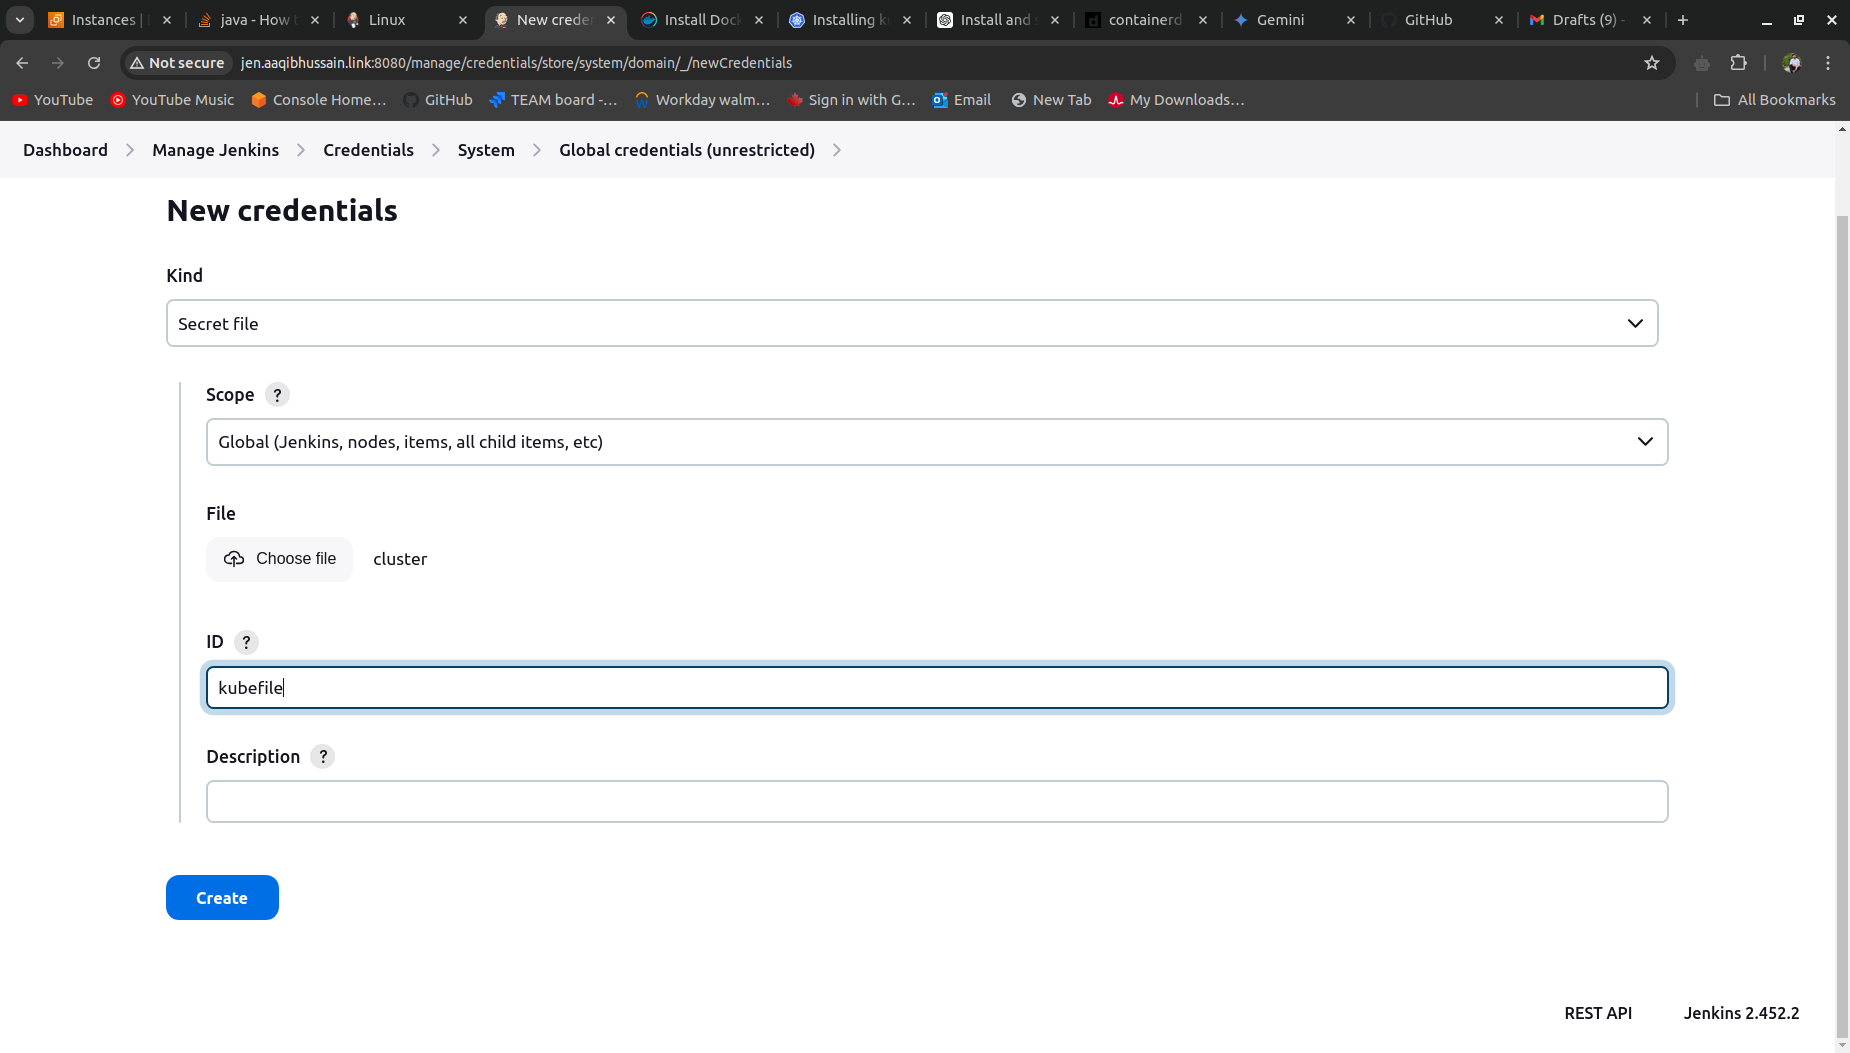 Instances |
java - How t
Linux
New creden
Install Dock
Installing k
Install and s
containerd
Gemini
GitHub
Drafts (9) -
Not secure
jen.aaqibhussain.link:8080/manage/credentials/store/system/domain/_/newCredentials
YouTube
YouTube Music
Console Home...
GitHub
TEAM board -...
Workday walm...
Sign in with G...
Email
New Tab
My Downloads...
All Bookmarks
Dashboard
Manage Jenkins
Credentials
System
Global credentials (unrestricted)
New credentials
Kind
Secret file
Scope ?
Global (Jenkins, nodes, items, all child items, etc)
File
Choose file cluster
ID ?
kubefile
Description ?
Create
REST API Jenkins 2.452.2